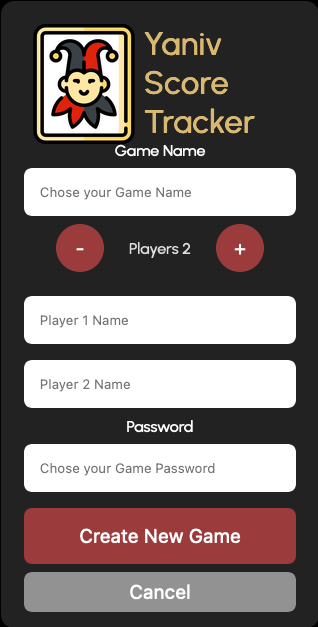 Yaniv
Score
Tracker
Game Name
Chose your Game Name
-
Players 2
+
Player 1 Name
Player 2 Name
Password
Chose your Game Password
Create New Game
Cancel